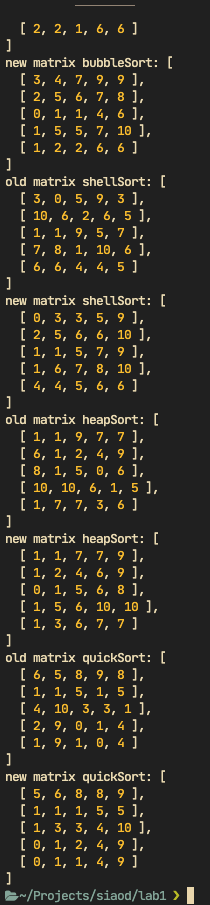 [ 2, 2, 1, 6, 6 ]
]
new matrix bubbleSort: [
  [ 3, 4, 7, 9, 9 ],
  [ 2, 5, 6, 7, 8 ],
  [ 0, 1, 1, 4, 6 ],
  [ 1, 5, 5, 7, 10 ],
  [ 1, 2, 2, 6, 6 ]
]
old matrix shellSort: [
  [ 3, 0, 5, 9, 3 ],
  [ 10, 6, 2, 6, 5 ],
  [ 1, 1, 9, 5, 7 ],
  [ 7, 8, 1, 10, 6 ],
  [ 6, 6, 4, 4, 5 ]
]
new matrix shellSort: [
  [ 0, 3, 3, 5, 9 ],
  [ 2, 5, 6, 6, 10 ],
  [ 1, 1, 5, 7, 9 ],
  [ 1, 6, 7, 8, 10 ],
  [ 4, 4, 5, 6, 6 ]
]
old matrix heapSort: [
  [ 1, 1, 9, 7, 7 ],
  [ 6, 1, 2, 4, 9 ],
  [ 8, 1, 5, 0, 6 ],
  [ 10, 10, 6, 1, 5 ],
  [ 1, 7, 7, 3, 6 ]
]
new matrix heapSort: [
  [ 1, 1, 7, 7, 9 ],
  [ 1, 2, 4, 6, 9 ],
  [ 0, 1, 5, 6, 8 ],
  [ 1, 5, 6, 10, 10 ],
  [ 1, 3, 6, 7, 7 ]
]
old matrix quickSort: [
  [ 6, 5, 8, 9, 8 ],
  [ 1, 1, 5, 1, 5 ],
  [ 4, 10, 3, 3, 1 ],
  [ 2, 9, 0, 1, 4 ],
  [ 1, 9, 1, 0, 4 ]
]
new matrix quickSort: [
  [ 5, 6, 8, 8, 9 ],
  [ 1, 1, 1, 5, 5 ],
  [ 1, 3, 3, 4, 10 ],
  [ 0, 1, 2, 4, 9 ],
  [ 0, 1, 1, 4, 9 ]
]
~/Projects/siaod/lab1 ❯